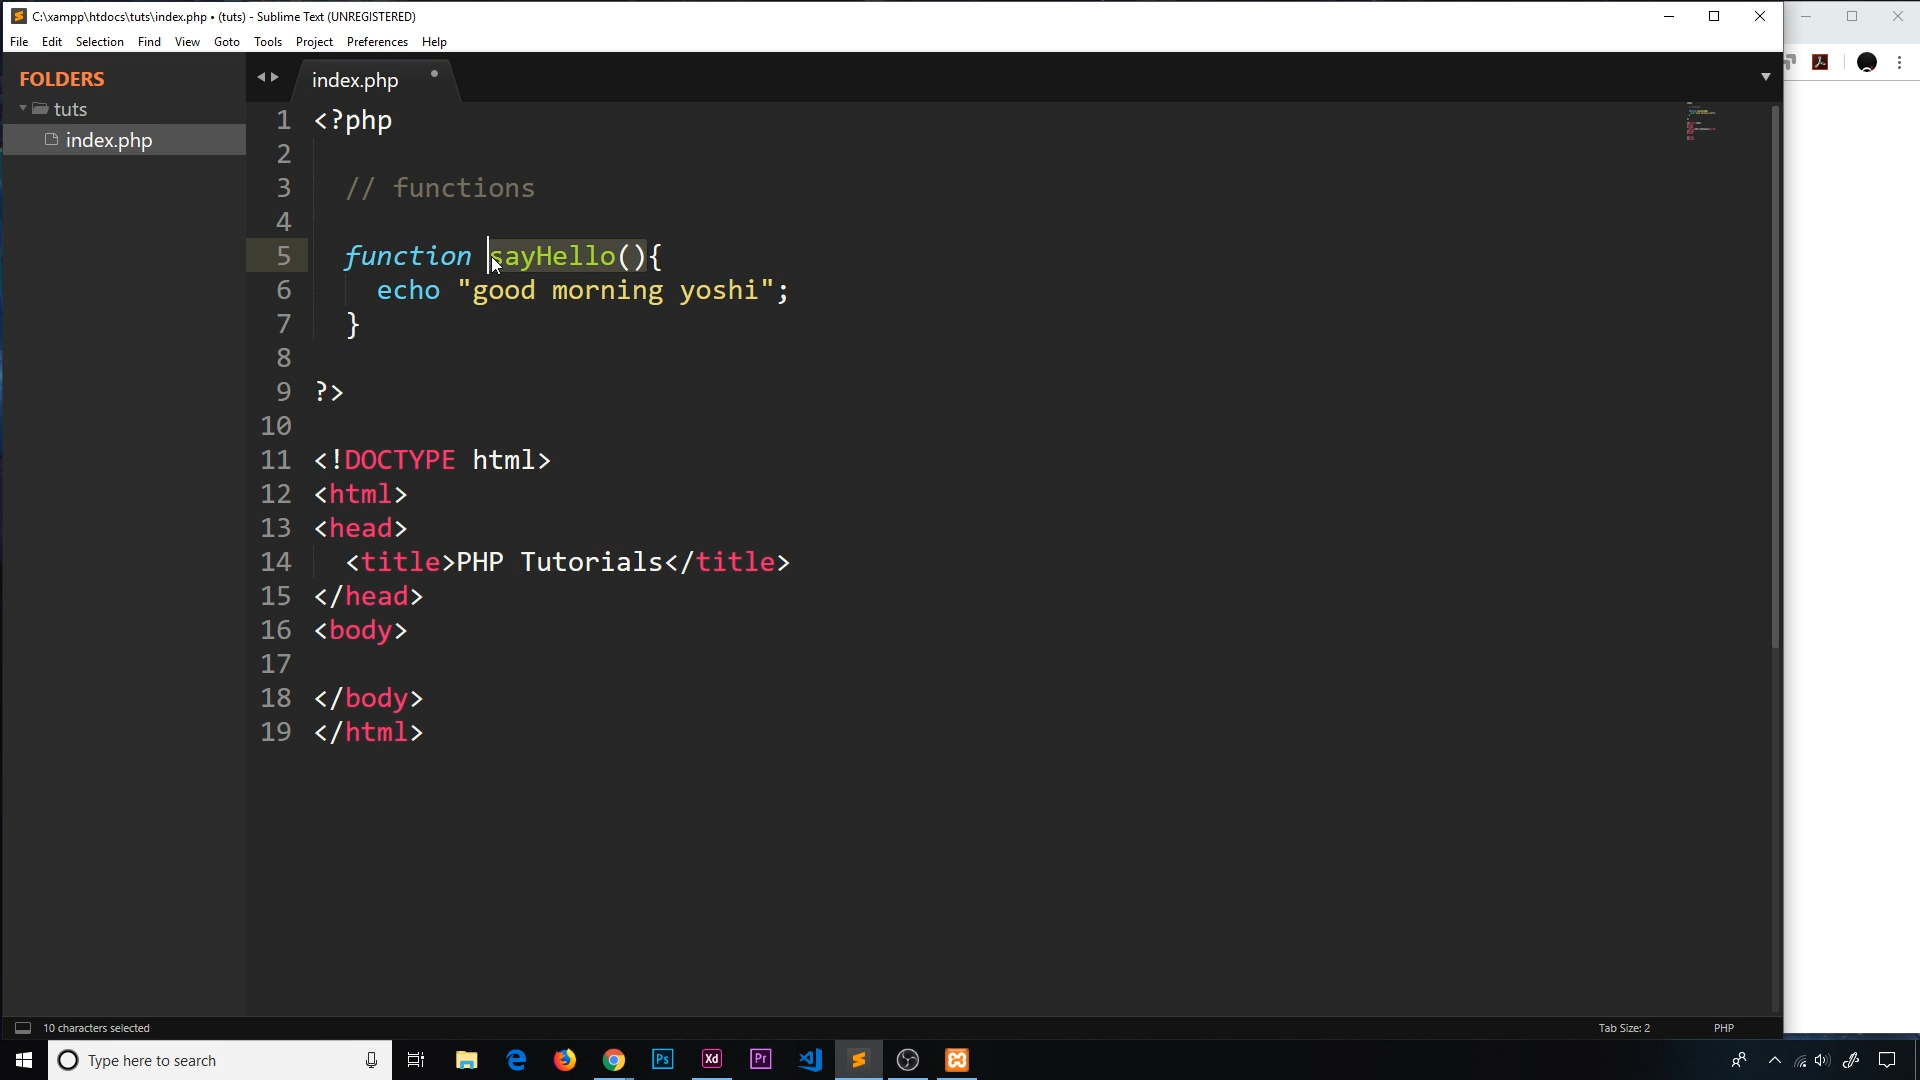 C:\xampp\htdocs\tuts\index.php • (tuts) - Sublime Text (UNREGISTERED)
File Edit Selection Find View Goto Tools Project Preferences Help
FOLDERS
tuts
index.php
index.php
1 <?php
2
3 // functions
4
5 function sayHello(){
6 echo "good morning yoshi";
7 }
8
9 ?>
10
11 <!DOCTYPE html>
12 <html>
13 <head>
14 <title>PHP Tutorials</title>
15 </head>
16 <body>
17
18 </body>
19 </html>
10 characters selected
Tab Size: 2
PHP
Type here to search
Ps
Xd
Pr